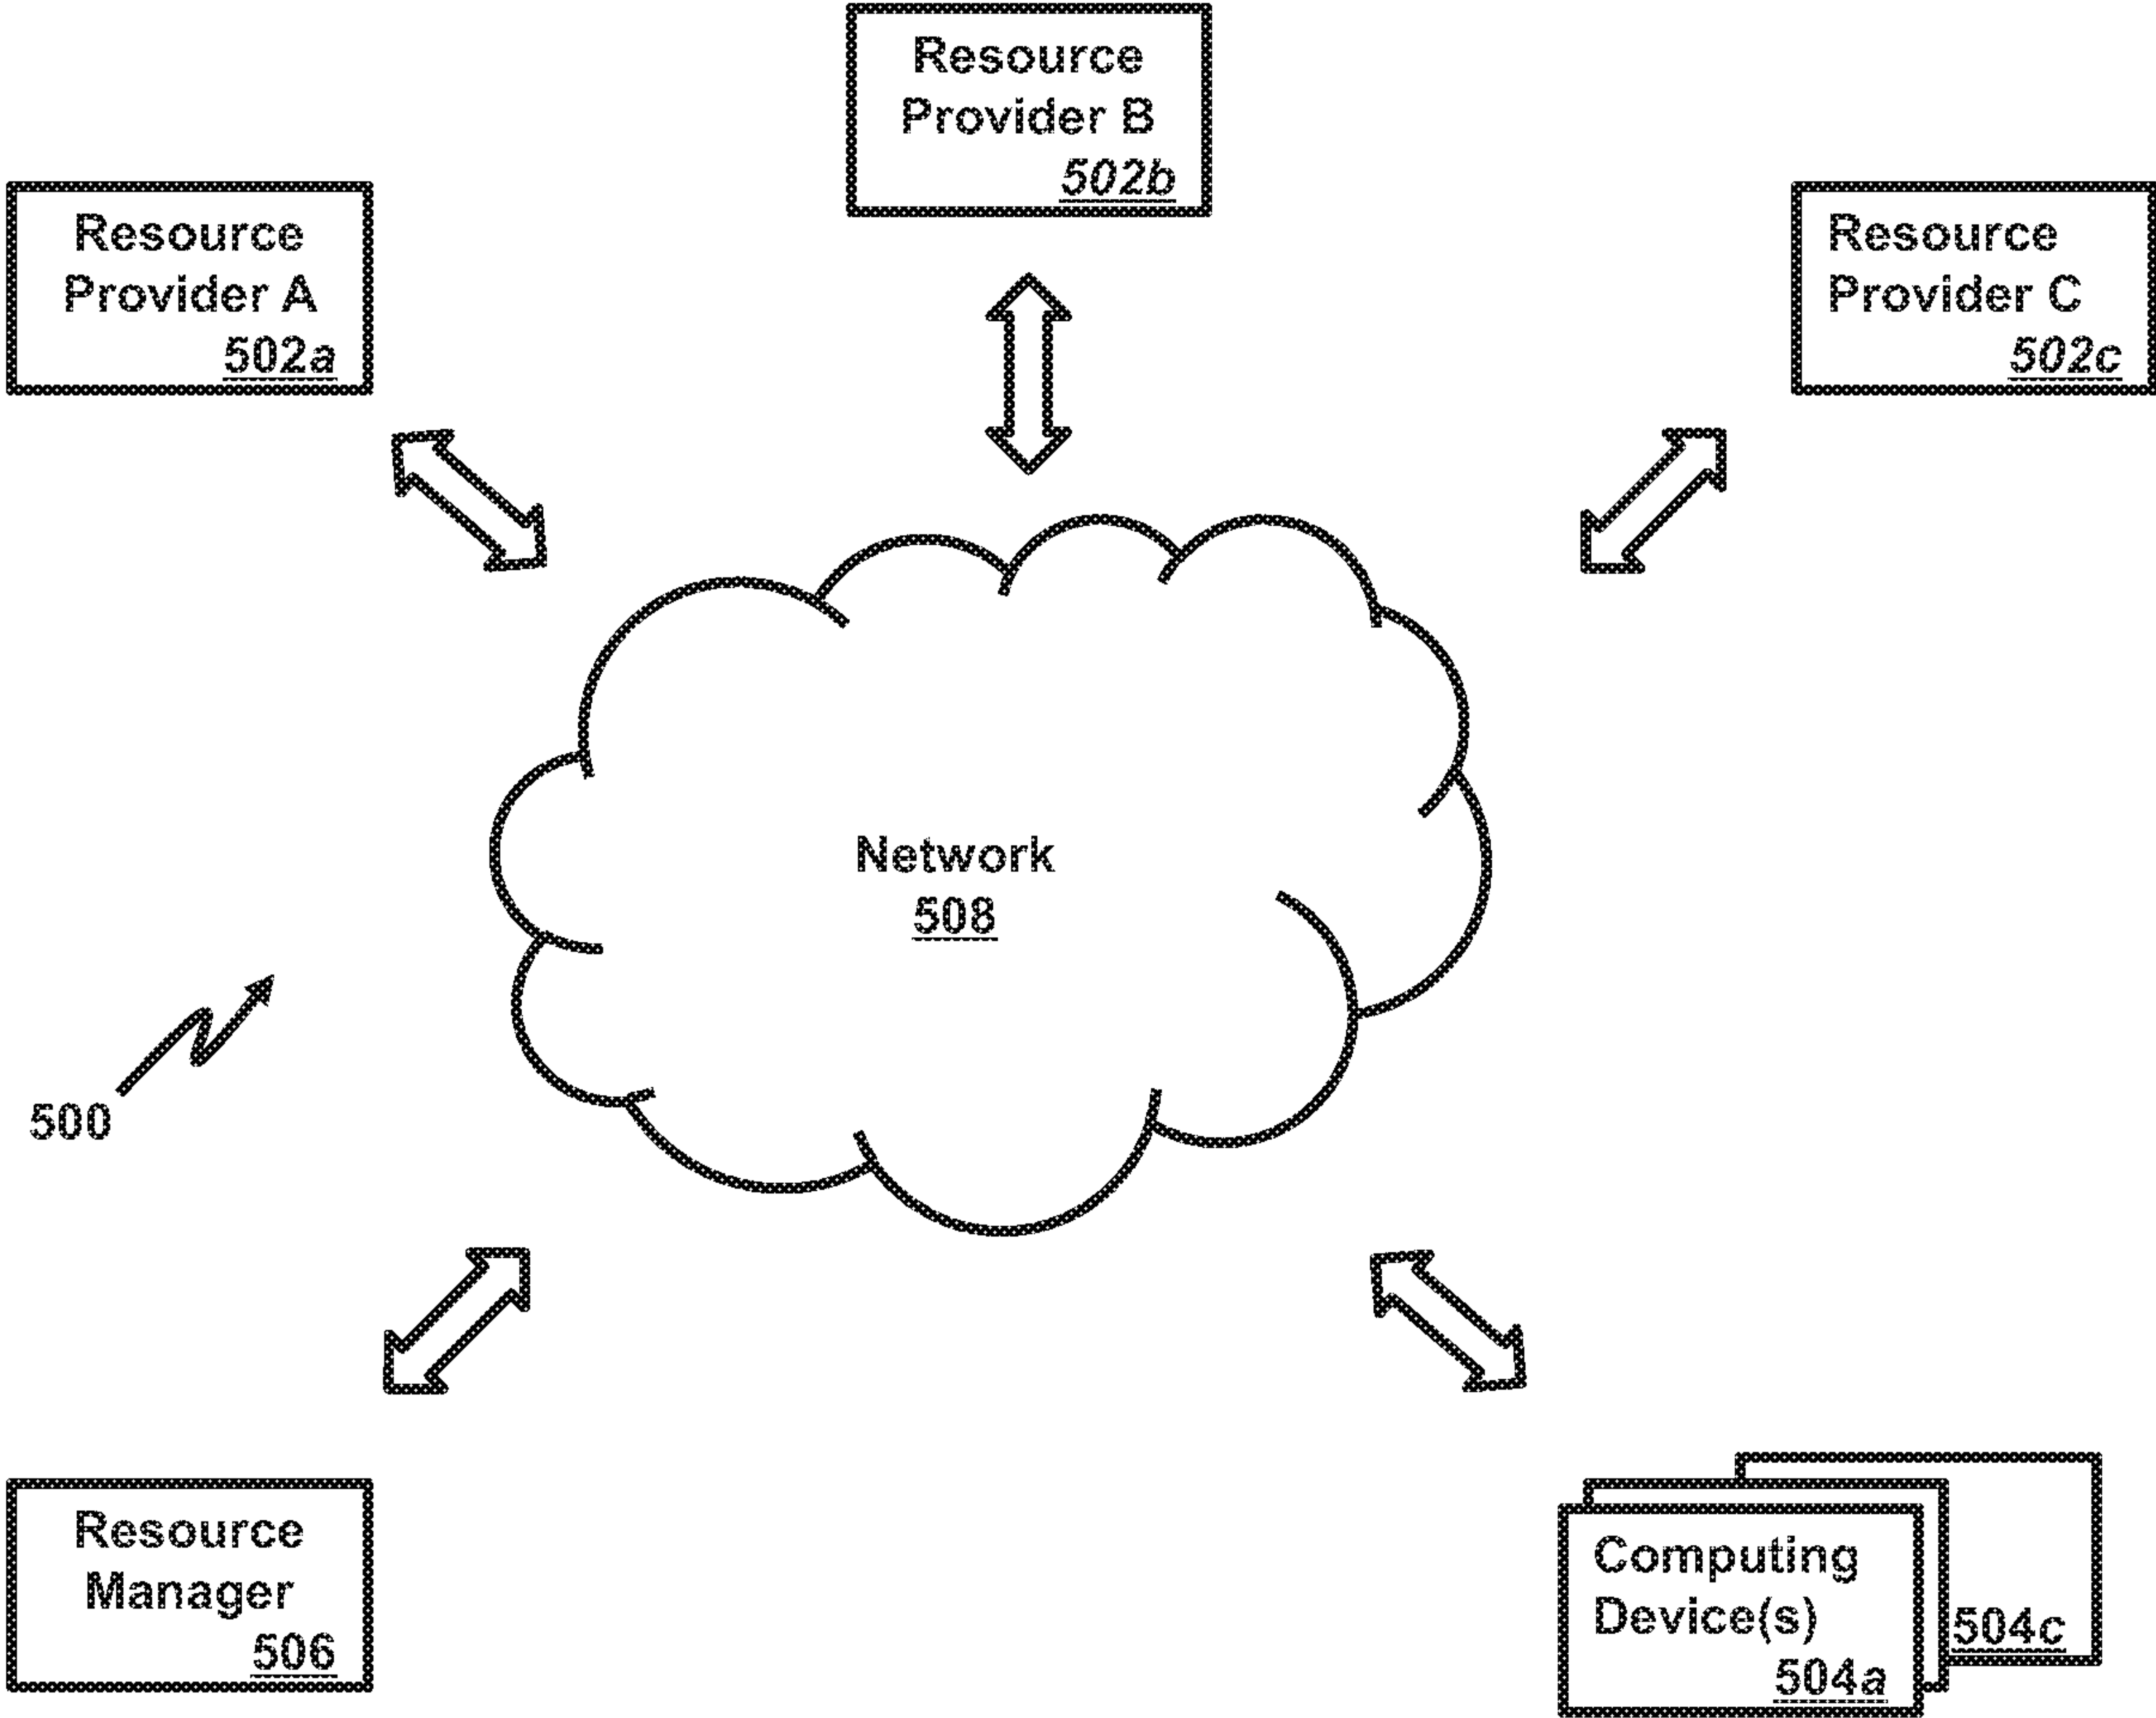 Resource
Provider B
502b
Resource
Provider A
502a
Resource
Provider C
502c
Network
508
500
Resource
Manager
506
Computing
Device(s)
504a
504c